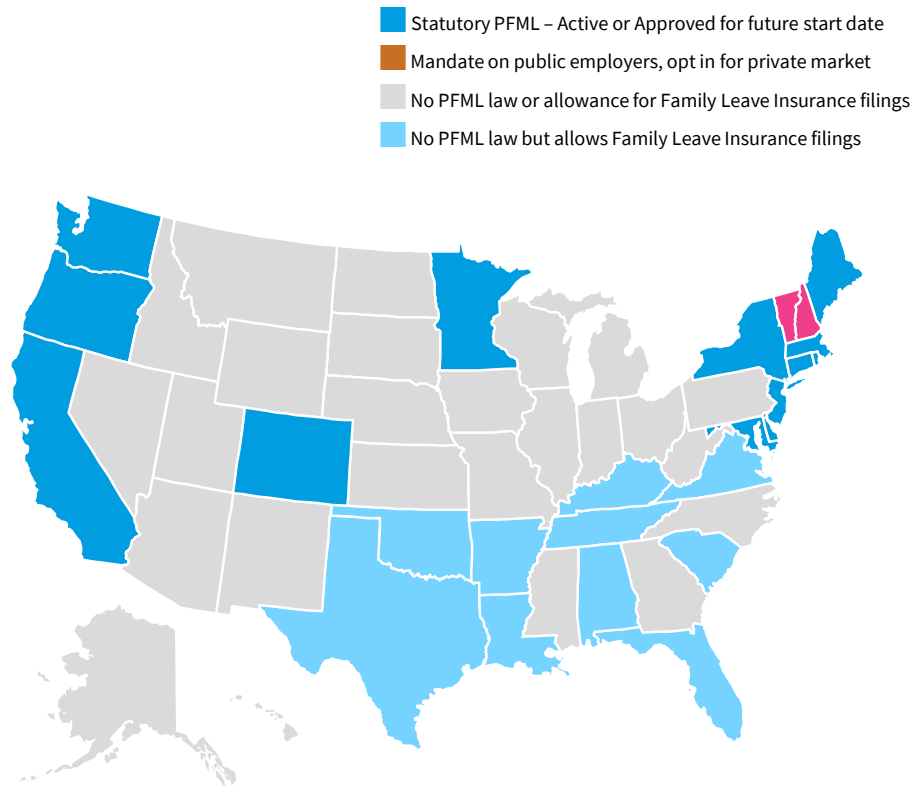 Statutory PFML – Active or Approved for future start date
Mandate on public employers, opt in for private market
No PFML law or allowance for Family Leave Insurance filings
No PFML law but allows Family Leave Insurance filings